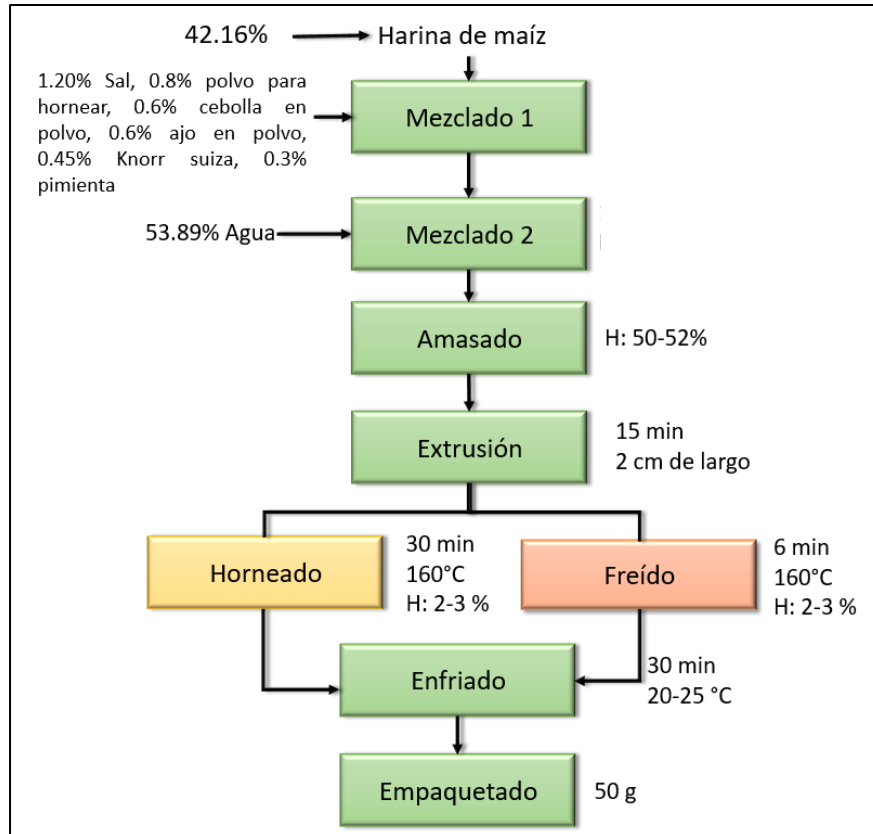 42.16%
Harina de maíz
1.20% Sal, 0.8% polvo para
hornear, 0.6% cebolla en
polvo, 0.6% ajo en polvo,
0.45% Knorr suiza, 0.3%
pimienta
Mezclado 1
53.89% Agua
Mezclado 2
Amasado
H: 50-52%
Extrusión
15 min
2 cm de largo
Horneado
30 min
160°C
H: 2-3 %
Freído
6 min
160°C
H: 2-3 %
Enfriado
30 min
20-25 °C
Empaquetado
50 g